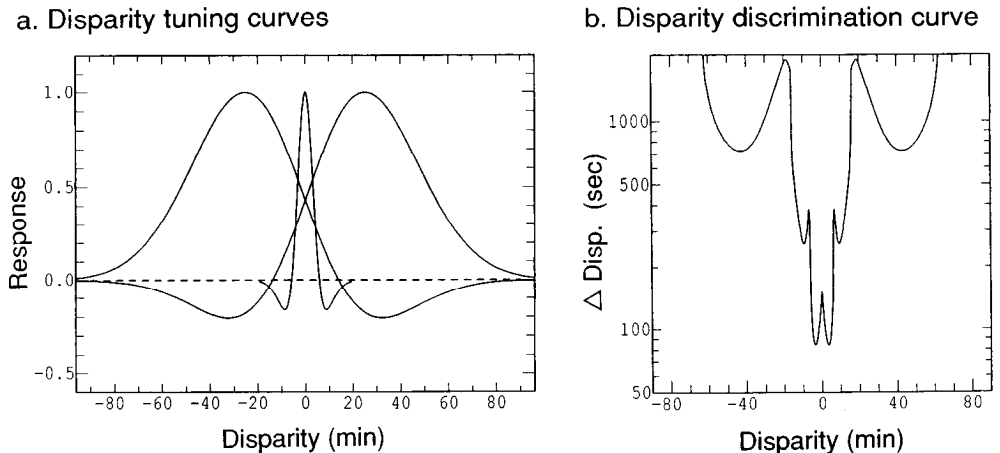 a. Disparity tuning curves
b. Disparity discrimination curve
1.0
0.5
0.0
-0.5
Response
-80 -60 -40 -20 0 20 40 60 80
Disparity (min)
1000
500
100
50
△ Disp. (sec)
-80 -40 0 40 80
Disparity (min)